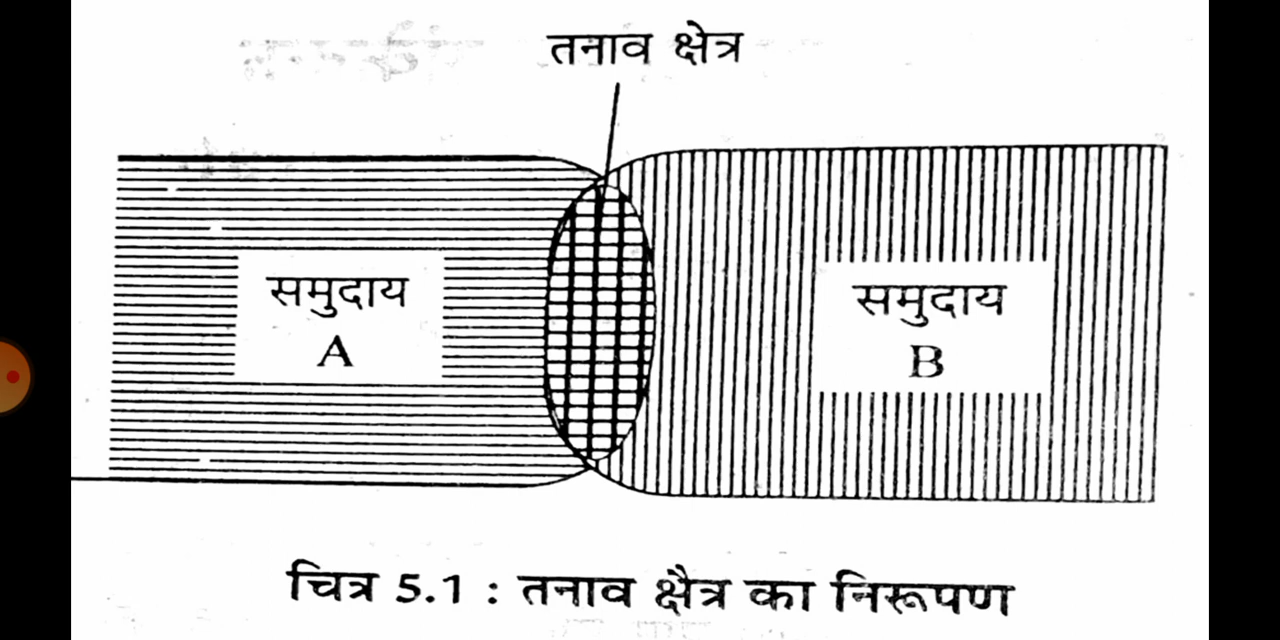 तनाव क्षेत्र
समुदाय
A
समुदाय
B
चित्र 5.1 : तनाव क्षैत्र का निरूपण